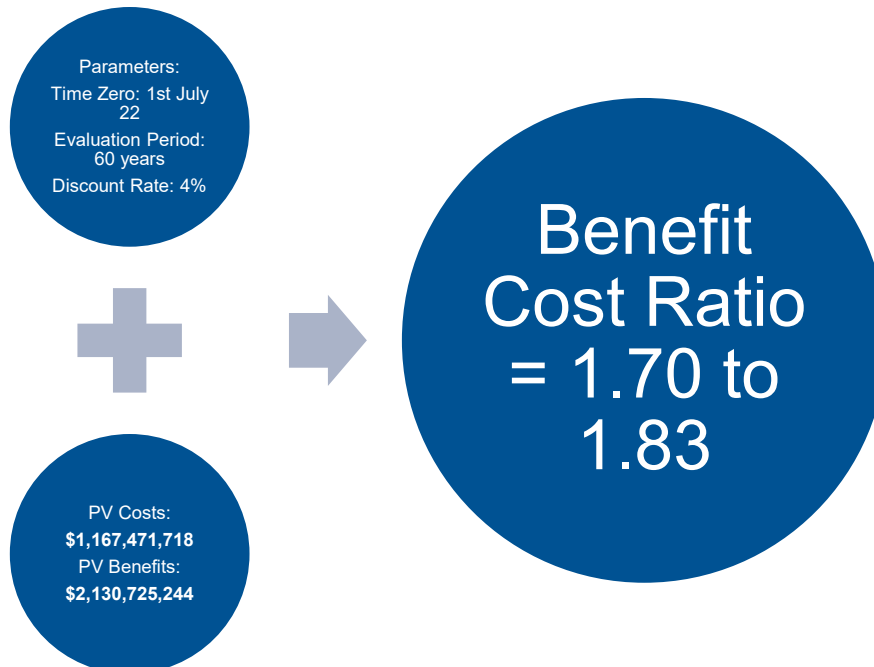 Parameters:
Time Zero: 1st July
22
Evaluation Period:
60 years
Discount Rate: 4%
PV Costs:
$1,167,471,718
PV Benefits:
$2,130,725,244
Benefit
Cost Ratio
= 1.70 to
1.83